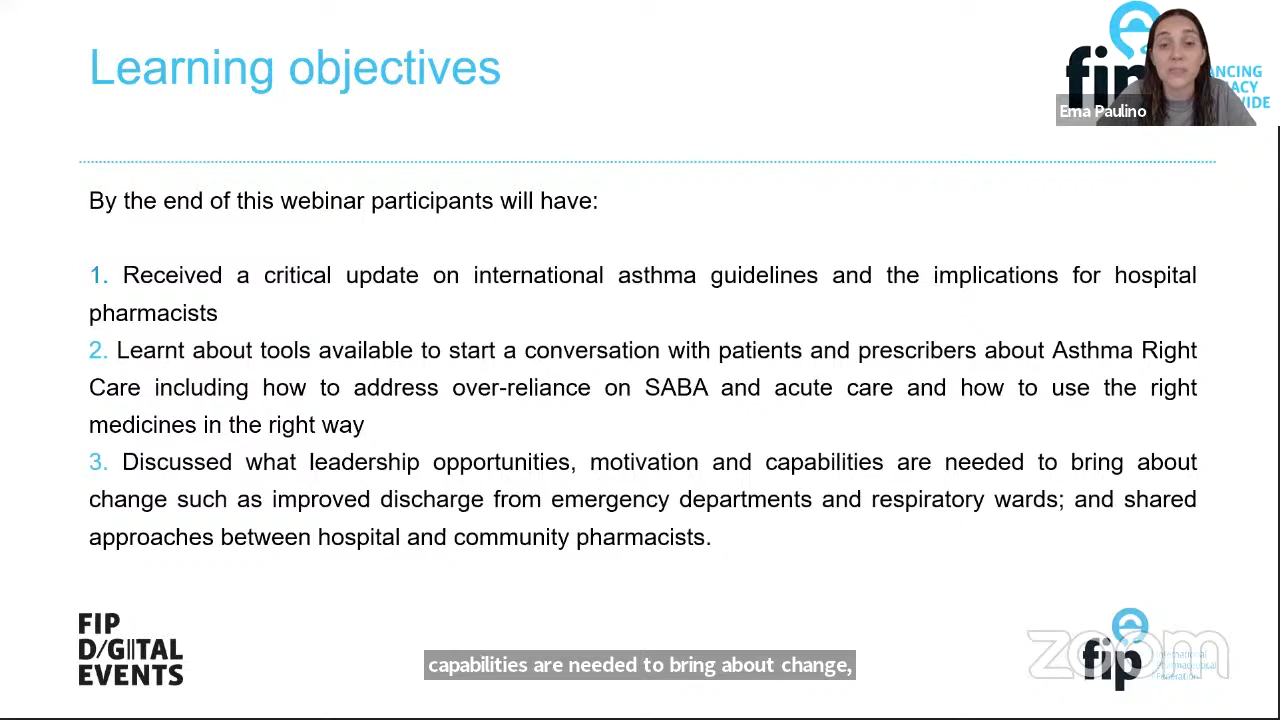 Learning objectives
fip
ANCING
ACY
WIDE
Ema Paulino
By the end of this webinar participants will have:
1. Received a critical update on international asthma guidelines and the implications for hospital
pharmacists
2. Learnt about tools available to start a conversation with patients and prescribers about Asthma Right
Care including how to address over-reliance on SABA and acute care and how to use the right
medicines in the right way
3. Discussed what leadership opportunities, motivation and capabilities are needed to bring about
change such as improved discharge from emergency departments and respiratory wards; and shared
approaches between hospital and community pharmacists.
FIP
D/GITAL
EVENTS
capabilities are needed to bring about change,
zoom
fip
International
Pharmaceutical
Federation